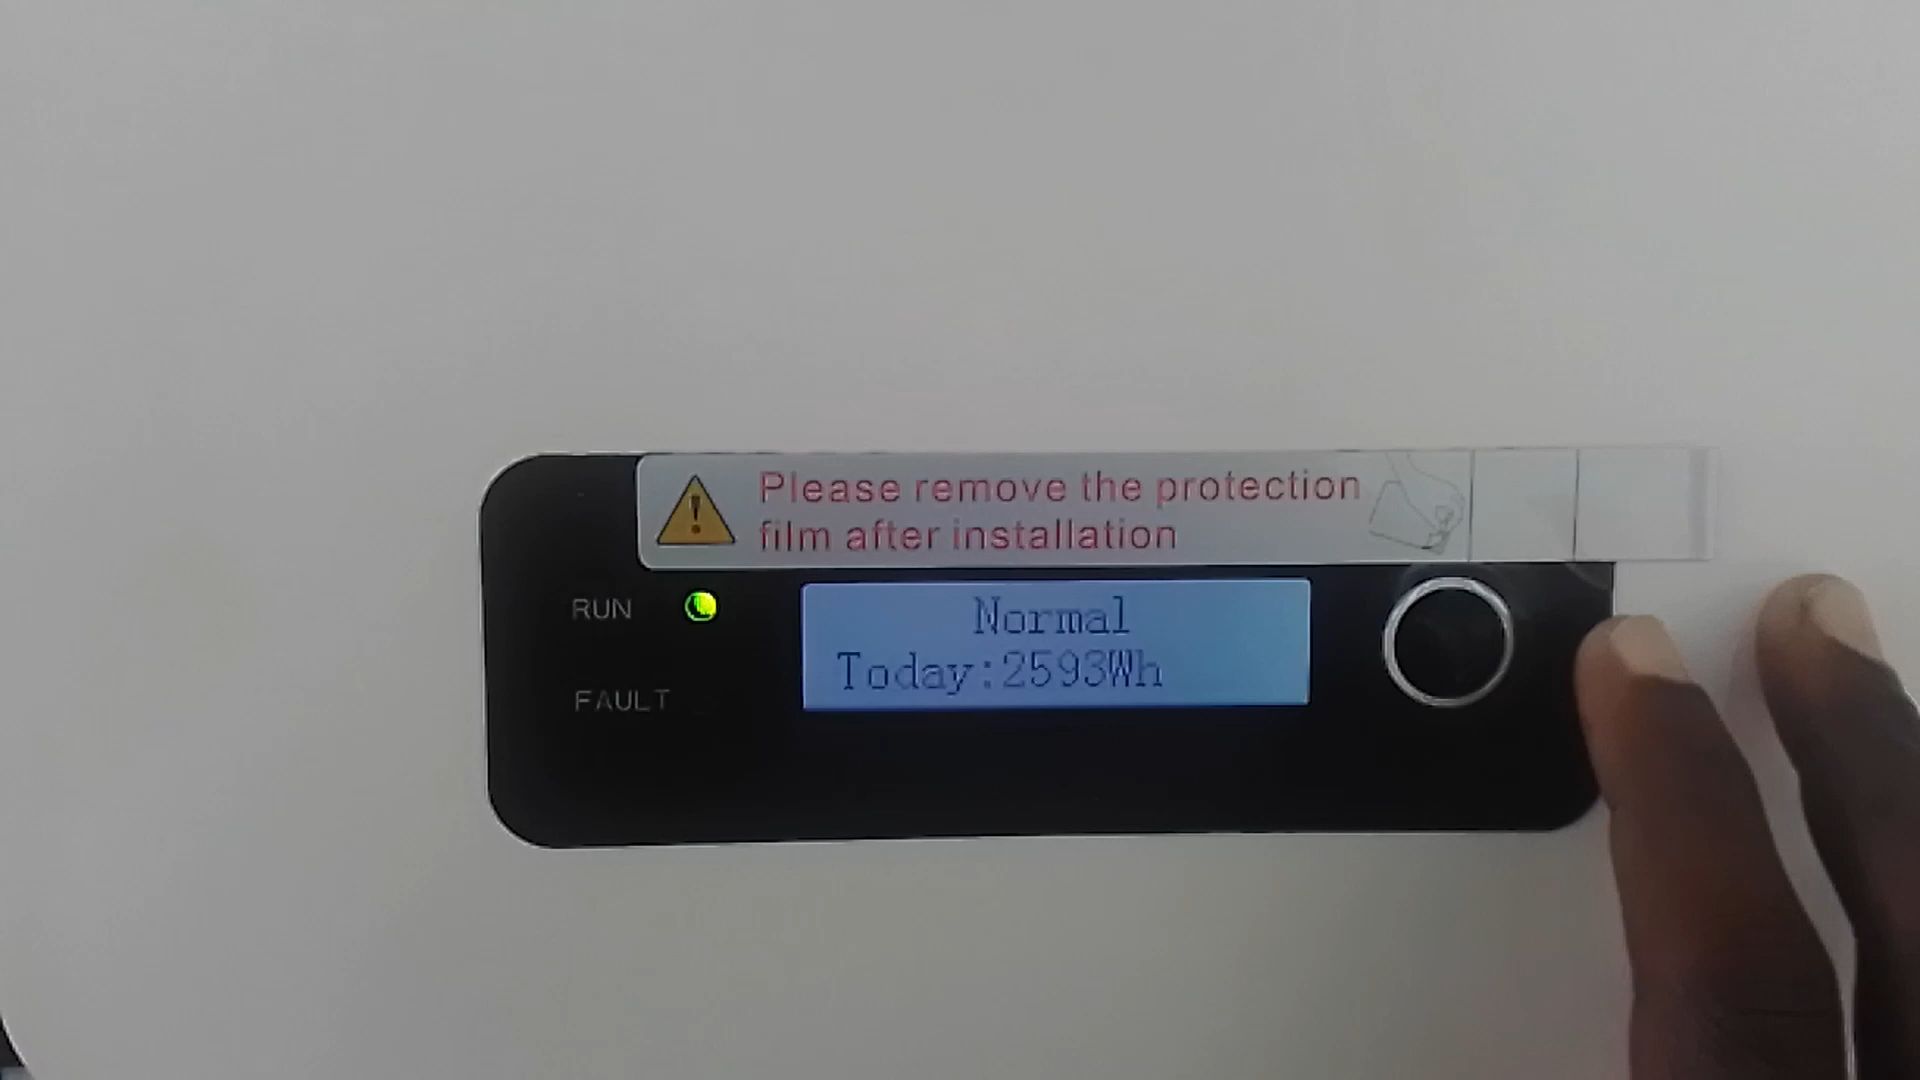 Please remove the protection
film after installation
RUN
Normal
Today:2593Wh
FAULT